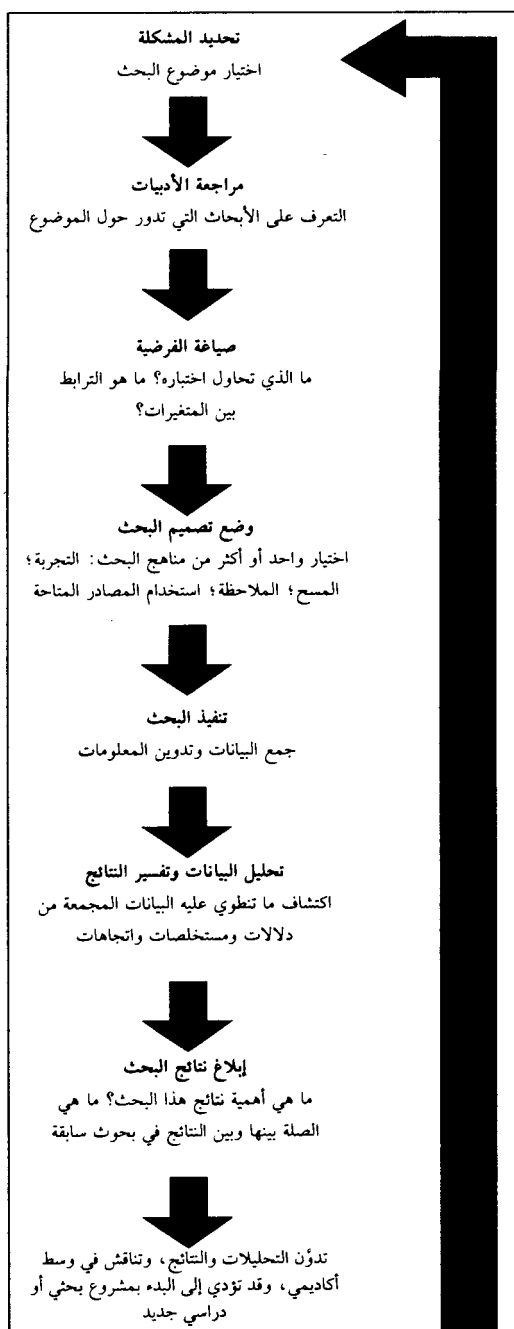 تحديد المشكلة
اختيار موضوع البحث
مراجعة الأدبيات
التعرف على الأبحاث التي تدور حول الموضوع
صياغة الفرضية
ما الذي تحاول اختباره؟ ما هو الترابط
بين المتغيرات؟
وضع تصميم البحث
اختيار واحد أو أكثر من مناهج البحث: التجربة؛
المسح؛ الملاحظة؛ استخدام المصادر المتاحة
تنفيذ البحث
جمع البيانات وتدوين المعلومات
تحليل البيانات وتفسير النتائج
اكتشاف ما تنطوي عليه البيانات المجمعة من
دلالات ومستخلصات واتجاهات
إبلاغ نتائج البحث
ما هي أهمية نتائج هذا البحث؟ ما هي
الصلة بينها وبين النتائج في بحوث سابقة
تدوَّن التحليلات والنتائج، وتناقش في وسط
أكاديمي، وقد تؤدي إلى البدء بمشروع بحثي أو
دراسي جديد